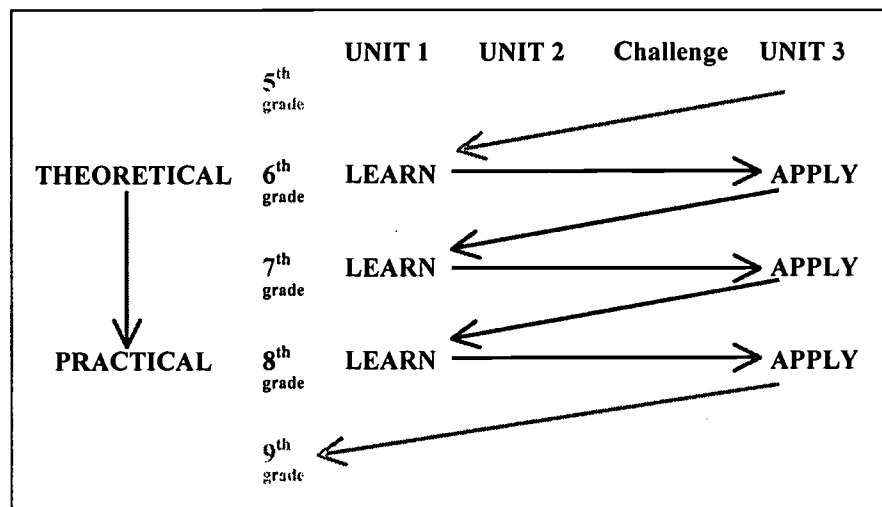 UNIT 1 UNIT 2 Challenge UNIT 3
5th
grade
THEORETICAL 6th LEARN APPLY
grade
7th LEARN APPLY
grade
PRACTICAL 8th LEARN APPLY
grade
9th
grade